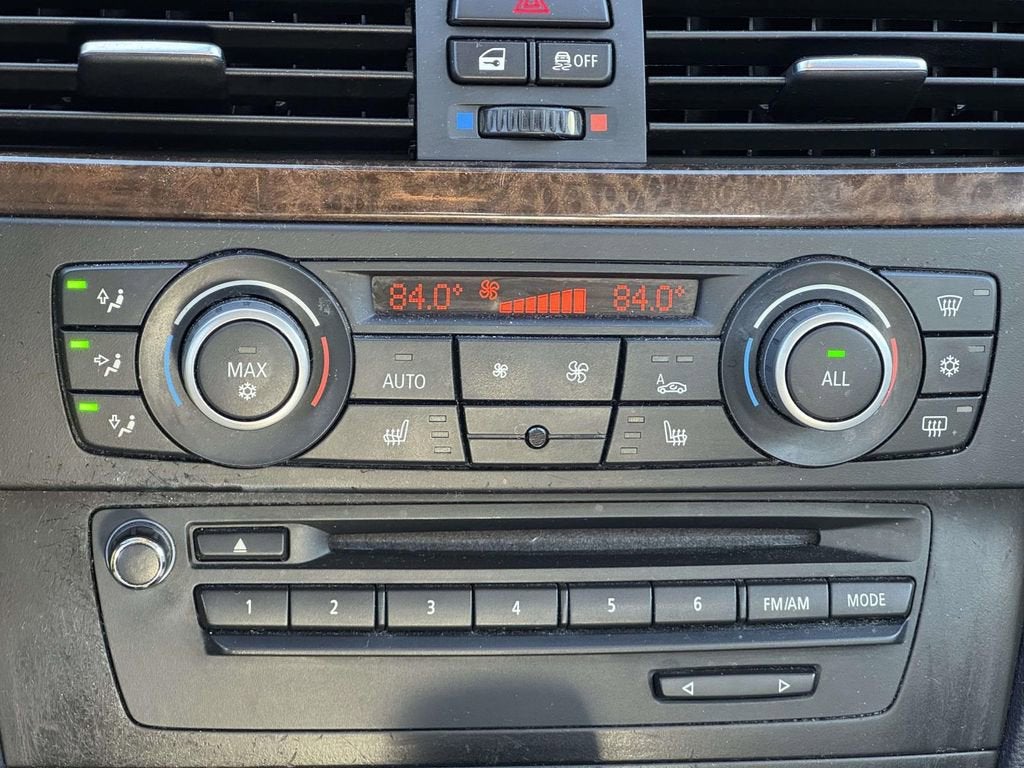 OFF
84.0° 84.0°
MAX
AUTO
A
ALL
1 2 3 4 5 6 FM/AM MODE